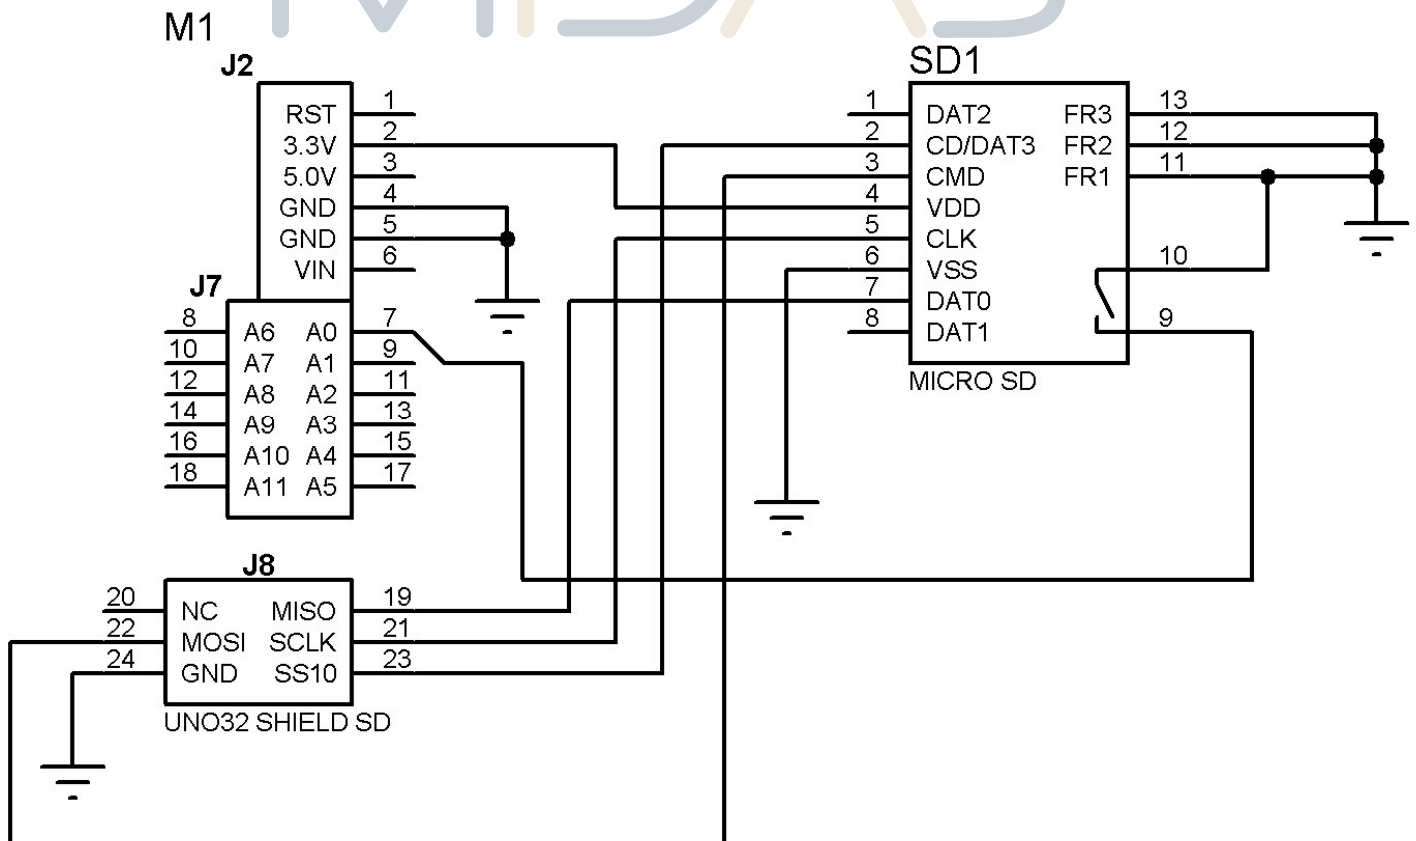 M1
J2
RST 1
3.3V 2
5.0V 3
GND 4
GND 5
VIN 6
J7
8 A6 A0 7
10 A7 A1 9
12 A8 A2 11
14 A9 A3 13
16 A10 A4 15
18 A11 A5 17
J8
20 NC MISO 19
22 MOSI SCLK 21
24 GND SS10 23
UNO32 SHIELD SD
SD1
1 DAT2 FR3 13
2 CD/DAT3 FR2 12
3 CMD FR1 11
4 VDD
5 CLK
6 VSS 10
7 DAT0
8 DAT1 9
MICRO SD